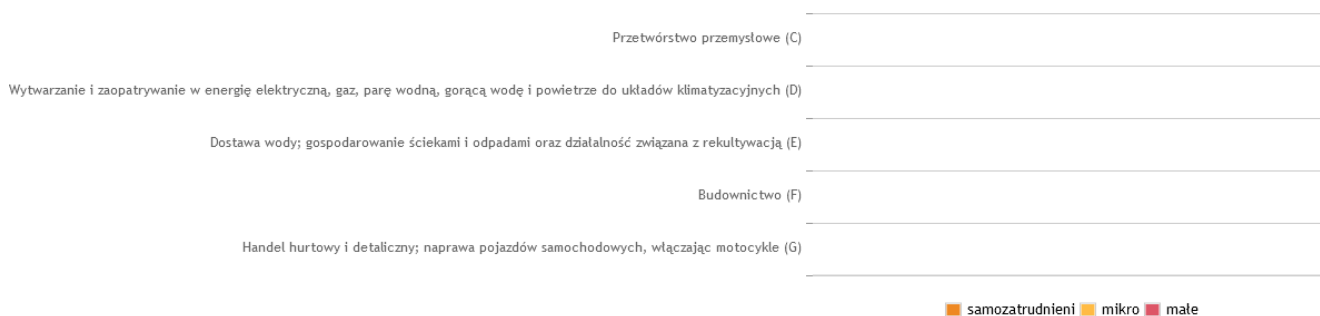 Przetwórstwo przemysłowe (C)
Wytwarzanie i zaopatrywanie w energię elektryczną, gaz, parę wodną, gorącą wodę i powietrze do układów klimatyzacyjnych (D)
Dostawa wody; gospodarowanie ściekami i odpadami oraz działalność związana z rekultywacją (E)
Budownictwo (F)
Handel hurtowy i detaliczny; naprawa pojazdów samochodowych, włączając motocykle (G)
samozatrudnieni mikro małe